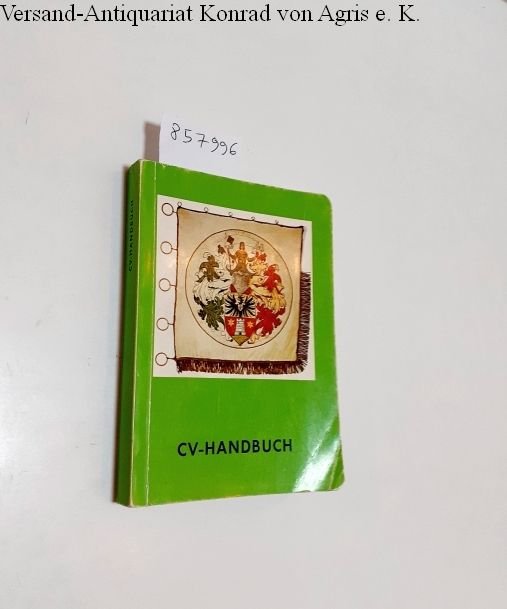 Versand-Antiquariat Konrad von Agris e. K.
857996
CV-HANDBUCH
CV-HANDBUCH